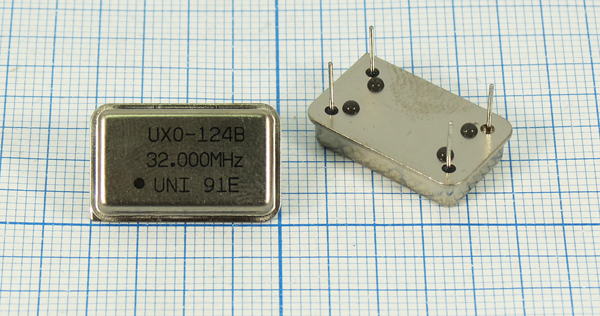 UXO-124B
32.000MHz
UNI 91E